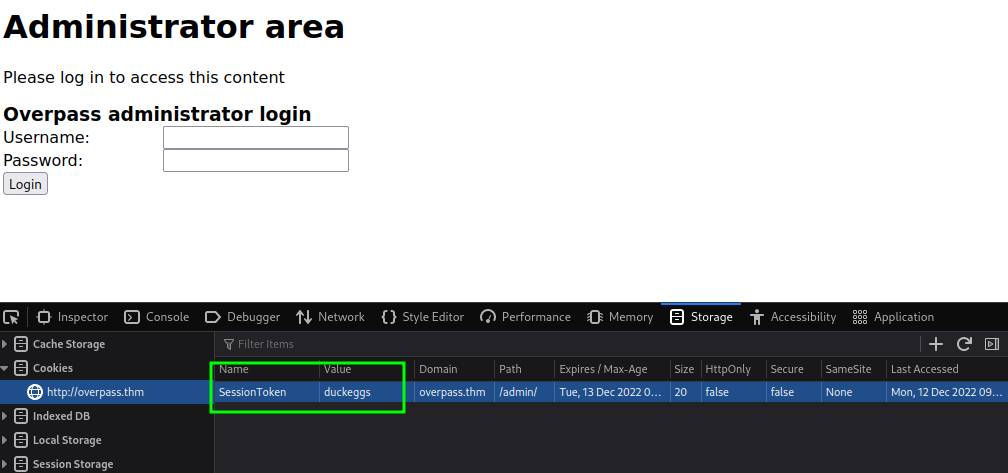 Administrator area
Please log in to access this content
Overpass administrator login
Username:
Password:
Login
Inspector Console Debugger Network Style Editor Performance Memory Storage Accessibility Application
Cache Storage
Filter Items
Cookies
Name Value Domain Path Expires / Max-Age Size HttpOnly Secure SameSite Last Accessed
http://overpass.thm
SessionToken duckeggs overpass.thm /admin/ Tue, 13 Dec 2022 0... 20 false false None Mon, 12 Dec 2022 09...
Indexed DB
Local Storage
Session Storage